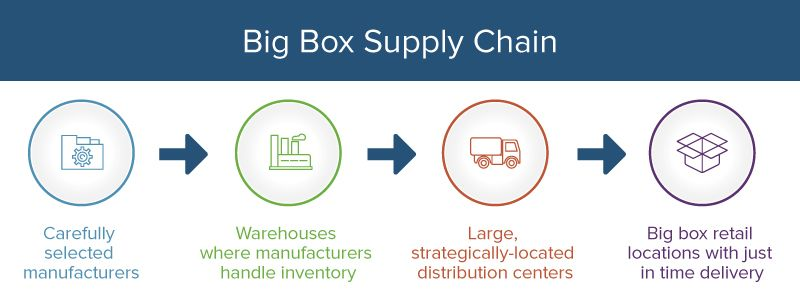 Big Box Supply Chain
Carefully
selected
manufacturers
Warehouses
where manufacturers
handle inventory
Large,
strategically-located
distribution centers
Big box retail
locations with just
in time delivery